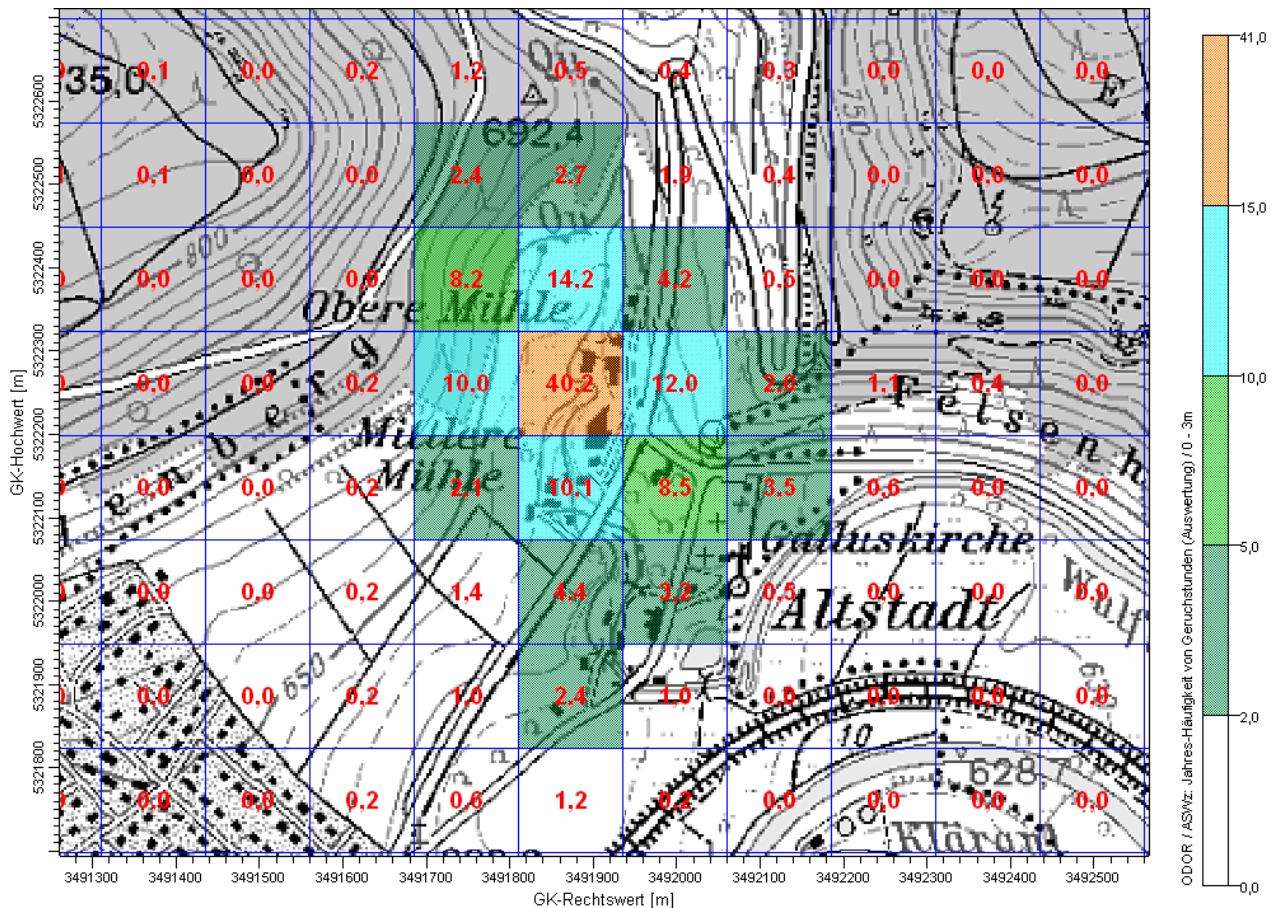 0,1 0,0 0,2 1,2 0,5 0,4 0,3 0,0 0,0 0,0
35,0
E
750
692,4
0,1 0,0 0,0 2,4 2,7 1,9 0,4 0,0 0,0 0,0
Qu
800
0,0 0,0 0,0 8,2 14,2 4,2 0,5 0,0 0,0 0,0
Obere Mühle
0,0 0,0 0,2 10,0 40,2 12,0 2,0 1,1 0,4 0,0
Felsenh
lenberg
Mittlere
Mühle
0,0 0,0 0,2 2,1 10,1 8,5 3,5 0,6 0,0 0,0
Galluskirche
0,0 0,0 0,2 1,4 4,4 3,2 0,5 0,0 0,0 0,0
Altstadt
Wulf
650
0,0 0,0 0,2 1,0 2,4 1,0 0,0 0,0 0,0 0,0
10
628,7
0,0 0,0 0,2 0,6 1,2 0,2 0,0 0,0 0,0 0,0
Kläranl
5322600
5322500
5322400
5322300
5322200
5322100
5322000
5321900
5321800
GK-Hochwert [m]
3491300 3491400 3491500 3491600 3491700 3491800 3491900 3492000 3492100 3492200 3492300 3492400 3492500
GK-Rechtswert [m]
ODOR / ASWz: Jahres-Häufigkeit von Geruchstunden (Auswertung) / 0 - 3m
41,0
15,0
10,0
5,0
2,0
0,0